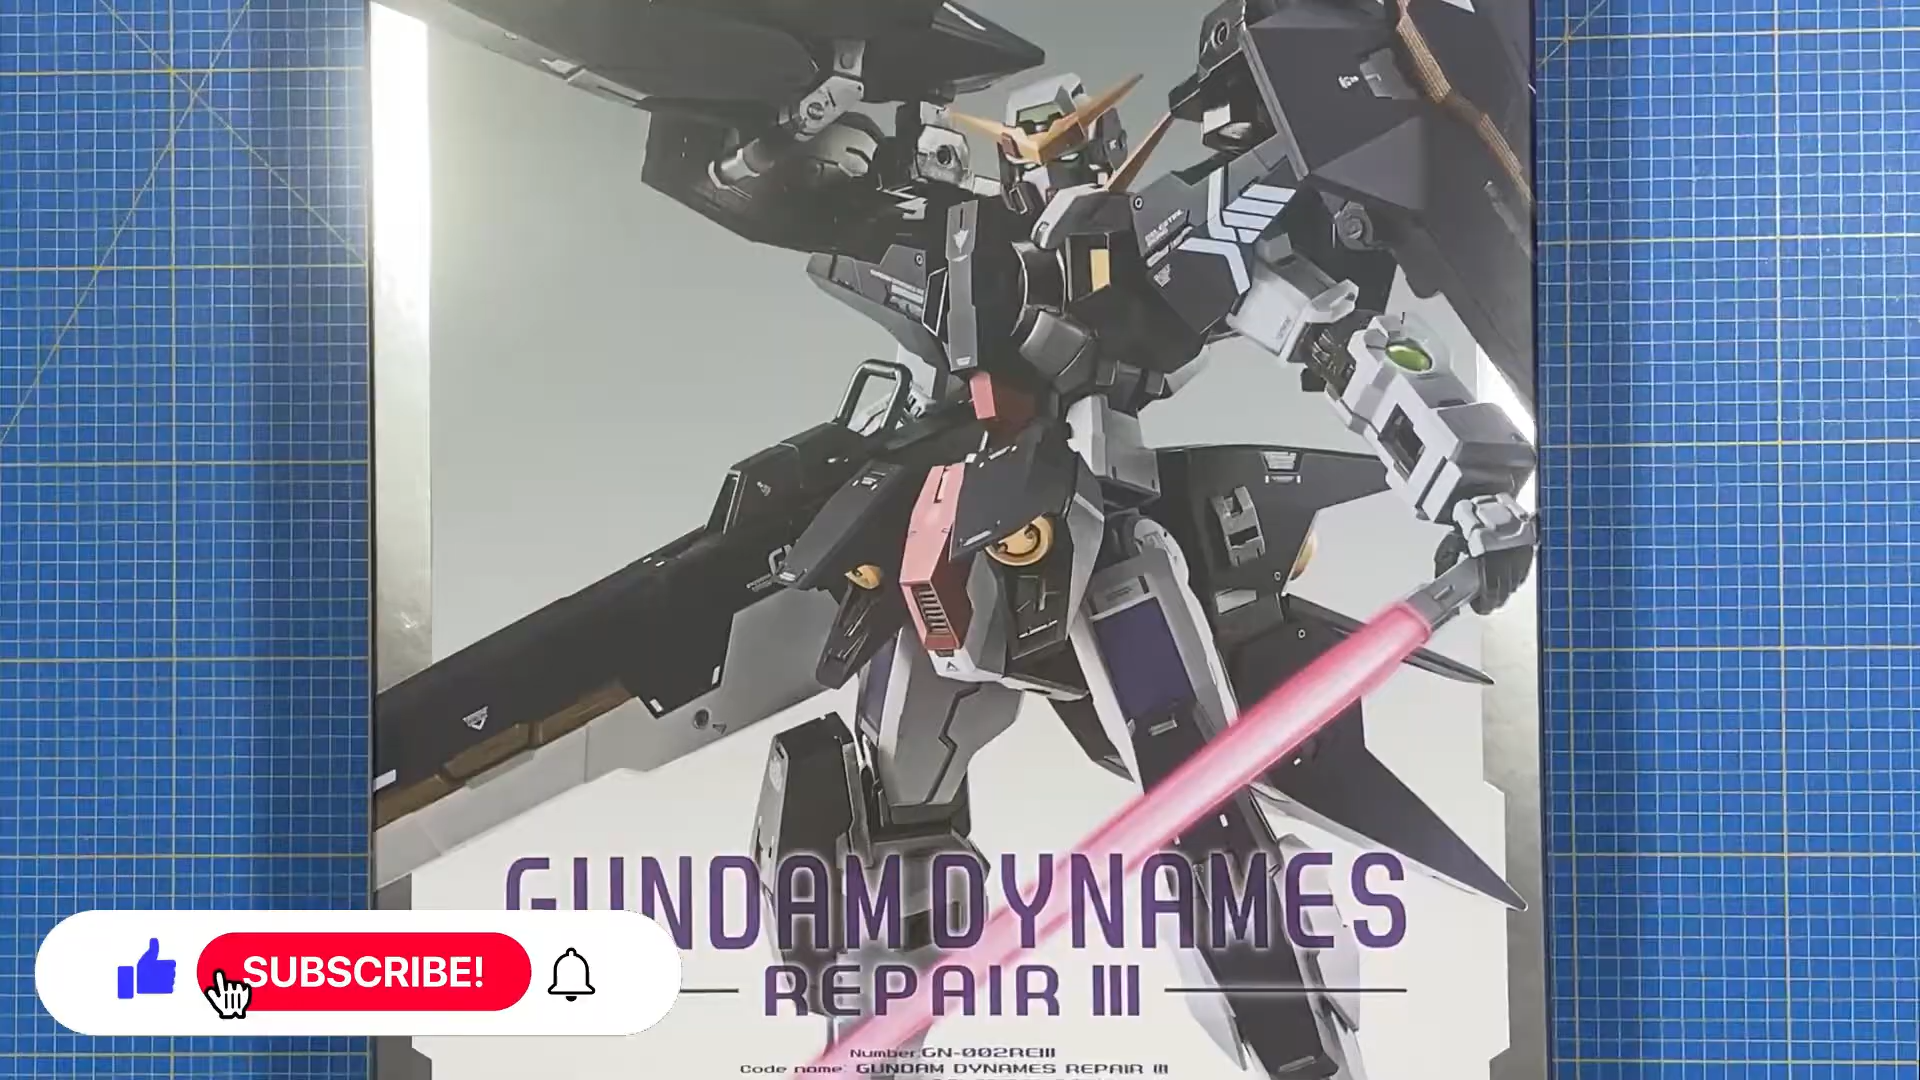 GUNDAM DYNAMES
REPAIR III
SUBSCRIBE!
Number:GN-002REIII
Code name: GUNDAM DYNAMES REPAIR III